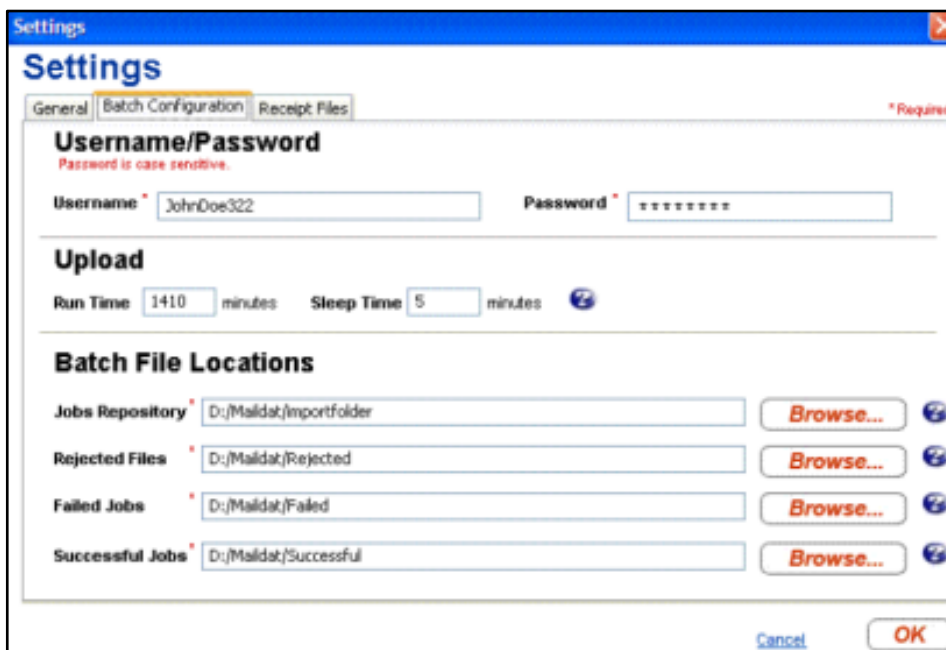 Settings
Settings
General Batch Configuration Receipt Files *Require
Username/Password
Password is case sensitive.
Username * JohnDoe322 Password * ********
Upload
Run Time 1410 minutes Sleep Time 5 minutes ?
Batch File Locations
Jobs Repository * D:/Maildat/importfolder Browse... ?
Rejected Files * D:/Maildat/Rejected Browse... ?
Failed Jobs * D:/Maildat/Failed Browse... ?
Successful Jobs * D:/Maildat/Successful Browse... ?
Cancel OK